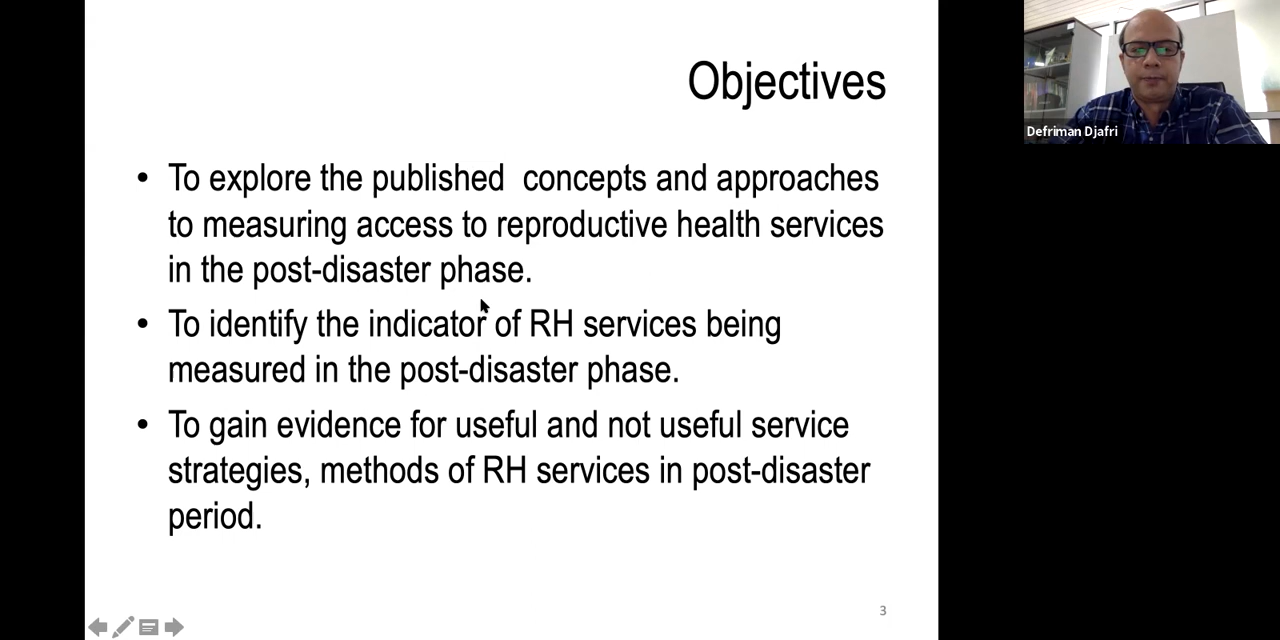 Objectives
• To explore the published  concepts and approaches
to measuring access to reproductive health services
in the post-disaster phase.
• To identify the indicator of RH services being
measured in the post-disaster phase.
• To gain evidence for useful and not useful service
strategies, methods of RH services in post-disaster
period.
3
Defriman Djafri